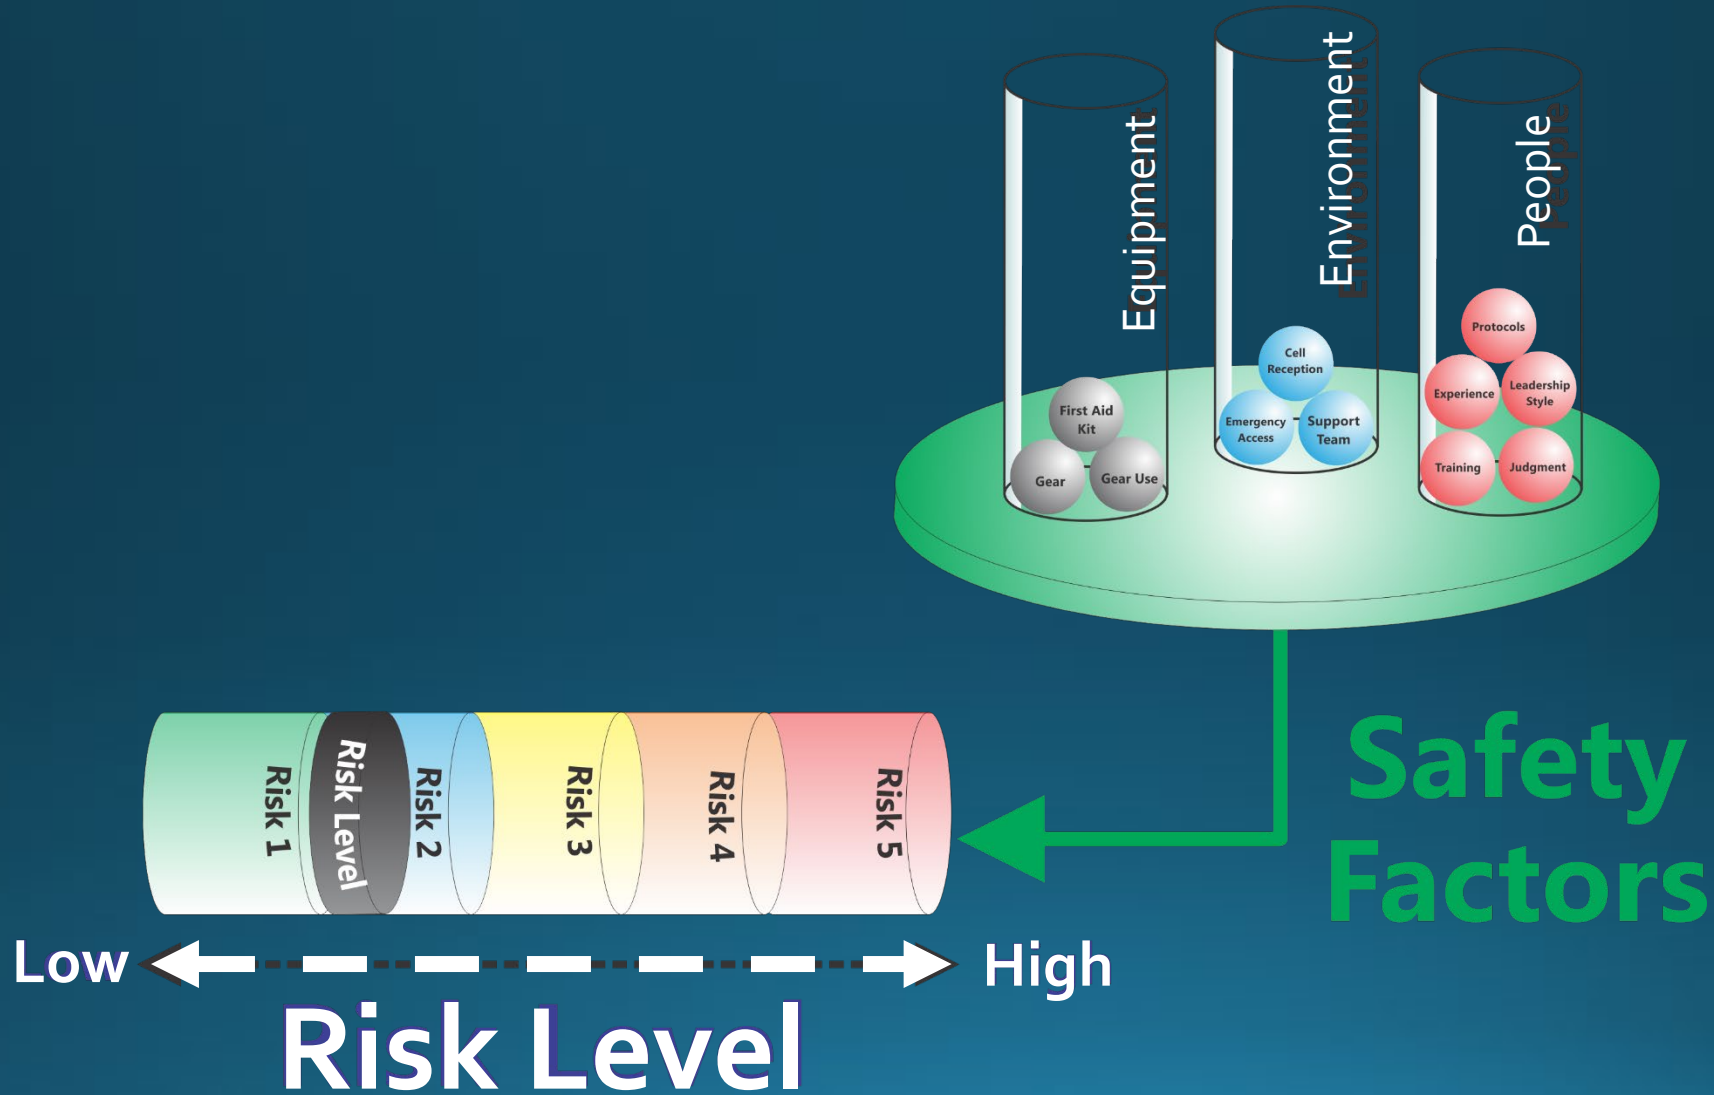 Equipment
Environment
People
First Aid
Kit
Gear
Gear Use
Cell
Reception
Emergency
Access
Support
Team
Protocols
Experience
Leadership
Style
Training
Judgment
Risk 1
Risk Level
Risk 2
Risk 3
Risk 4
Risk 5
Safety
Factors
Low
High
Risk Level